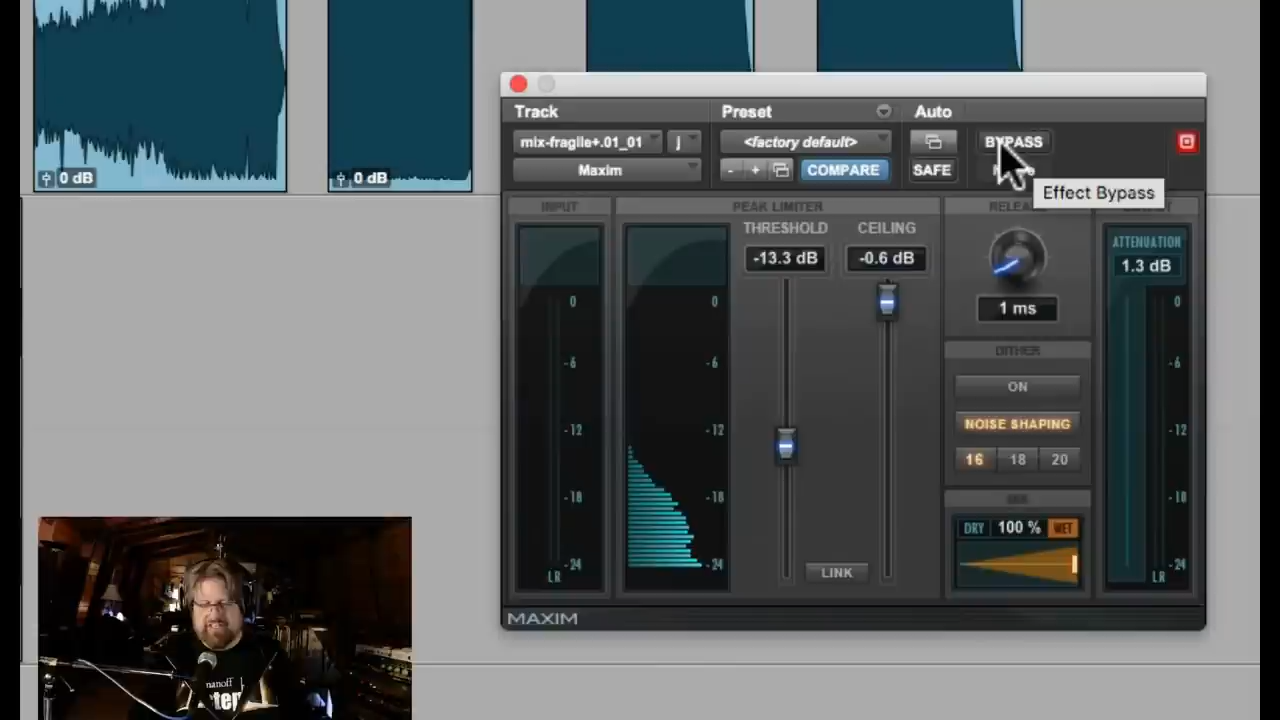 0 dB
0 dB
Track
Preset
Auto
mix-fragile+.01_01
j
<factory default>
BYPASS
Maxim
- +
COMPARE
SAFE
Effect Bypass
INPUT
PEAK LIMITER
THRESHOLD
CEILING
-13.3 dB
-0.6 dB
ATTENUATION
1.3 dB
0
-6
-12
-18
-24
LR
0
-6
-12
-18
-24
1 ms
DITHER
ON
NOISE SHAPING
16 18 20
DRY 100 % WET
LINK
0
-6
-12
-18
-24
LR
MAXIM
nanoff